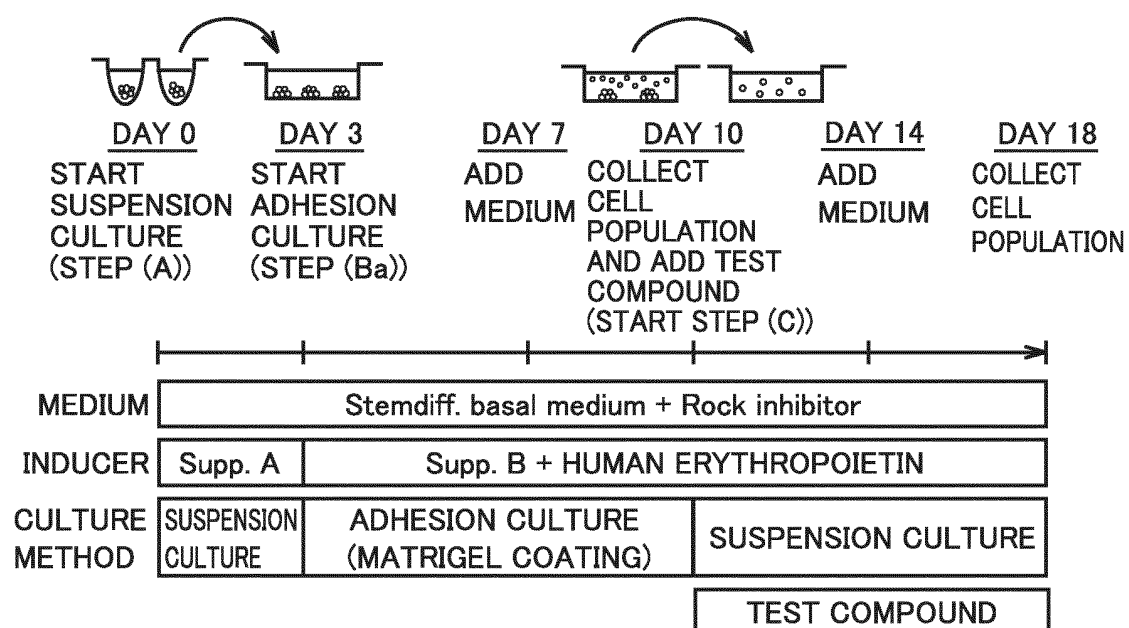 DAY 0
START
SUSPENSION
CULTURE
(STEP (A))
DAY 3
START
ADHESION
CULTURE
(STEP (Ba))
DAY 7
ADD
MEDIUM
DAY 10
COLLECT
CELL
POPULATION
AND ADD TEST
COMPOUND
(START STEP (C))
DAY 14
ADD
MEDIUM
DAY 18
COLLECT
CELL
POPULATION
MEDIUM
Stemdiff. basal medium + Rock inhibitor
INDUCER
Supp. A
Supp. B + HUMAN ERYTHROPOIETIN
CULTURE
METHOD
SUSPENSION
CULTURE
ADHESION CULTURE
(MATRIGEL COATING)
SUSPENSION CULTURE
TEST COMPOUND